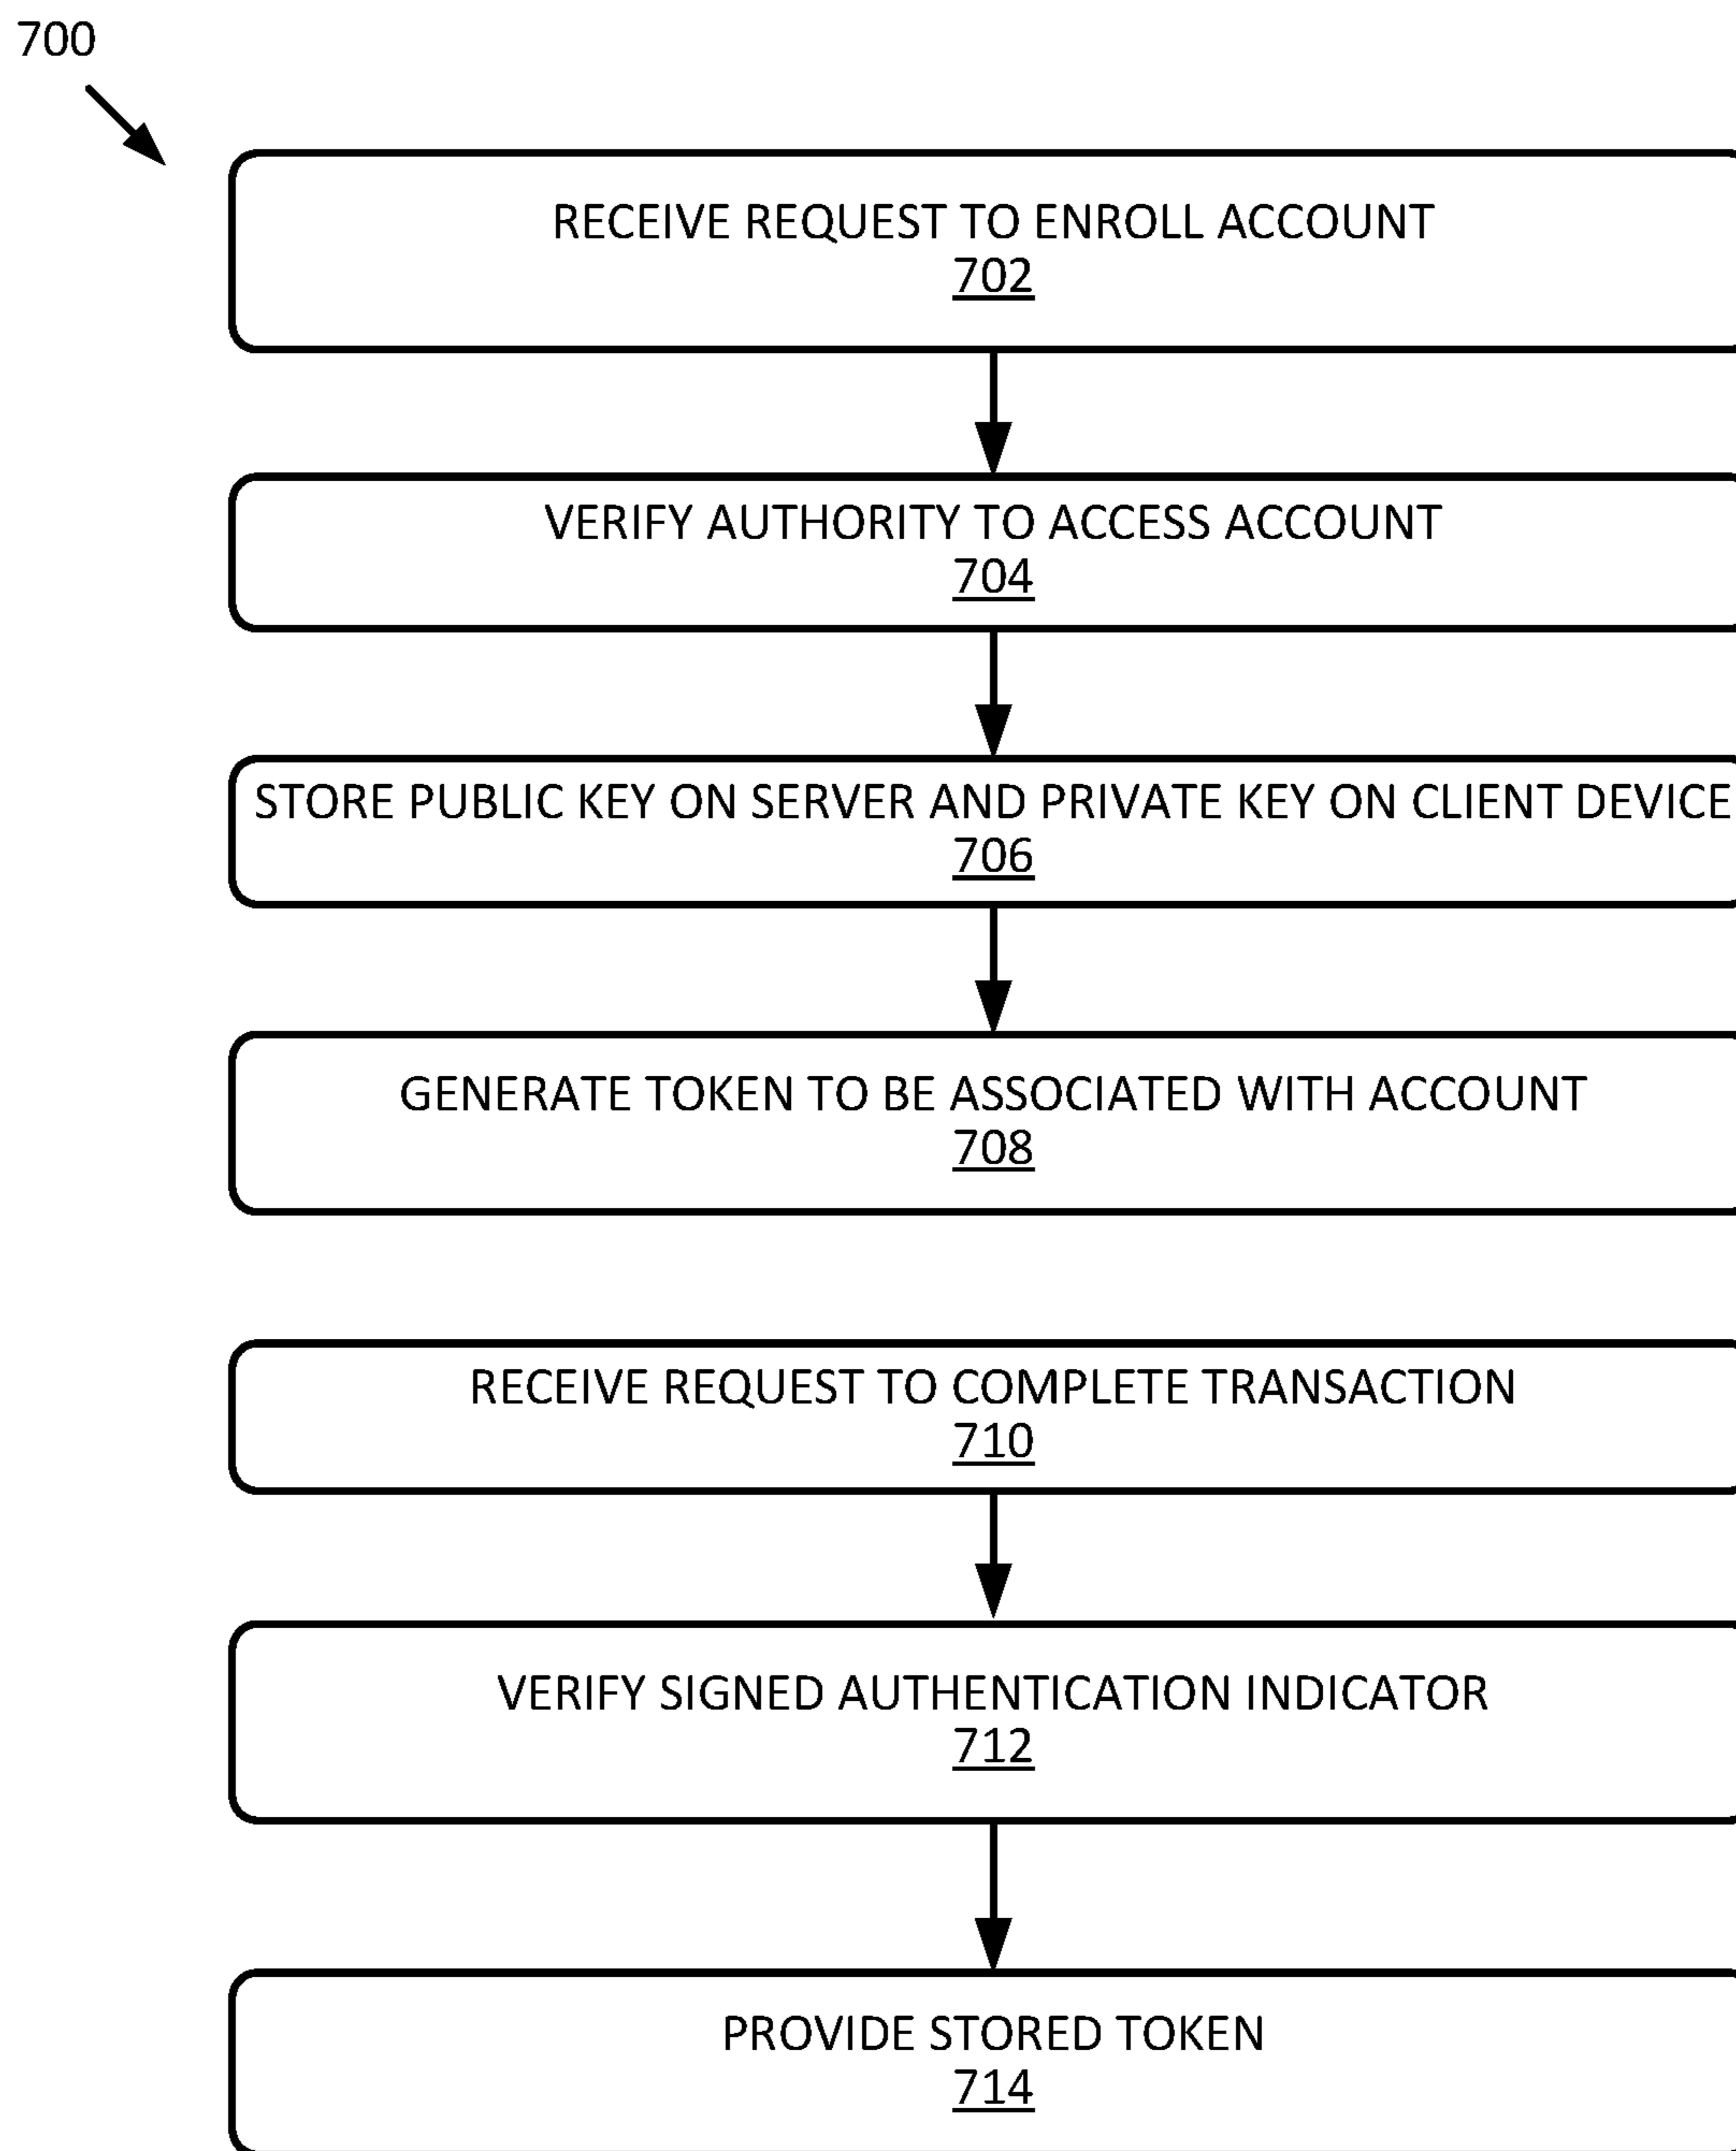 700
RECEIVE REQUEST TO ENROLL ACCOUNT
702
VERIFY AUTHORITY TO ACCESS ACCOUNT
704
STORE PUBLIC KEY ON SERVER AND PRIVATE KEY ON CLIENT DEVICE
706
GENERATE TOKEN TO BE ASSOCIATED WITH ACCOUNT
708
RECEIVE REQUEST TO COMPLETE TRANSACTION
710
VERIFY SIGNED AUTHENTICATION INDICATOR
712
PROVIDE STORED TOKEN
714